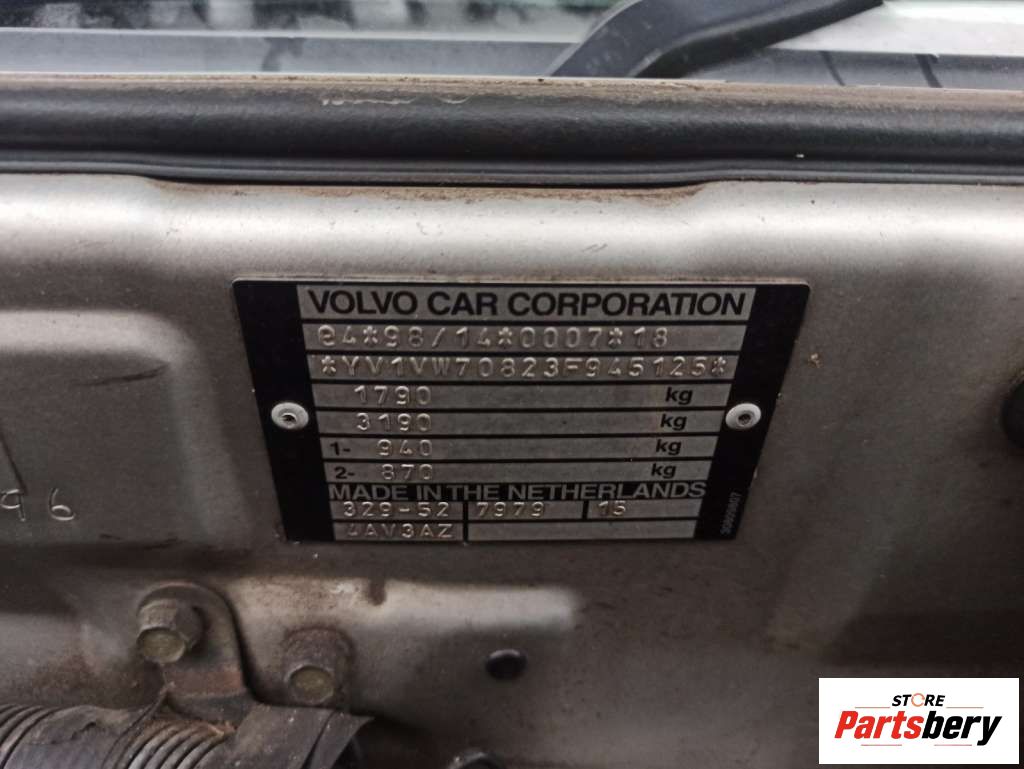 VOLVO CAR CORPORATION
e4*98/14*0007*18
*YV1VW70823F945125*
1790 kg
3190 kg
1- 940 kg
2- 870 kg
MADE IN THE NETHERLANDS
329-52 7979 15
4AV3AZ
96
STORE
Partsbery